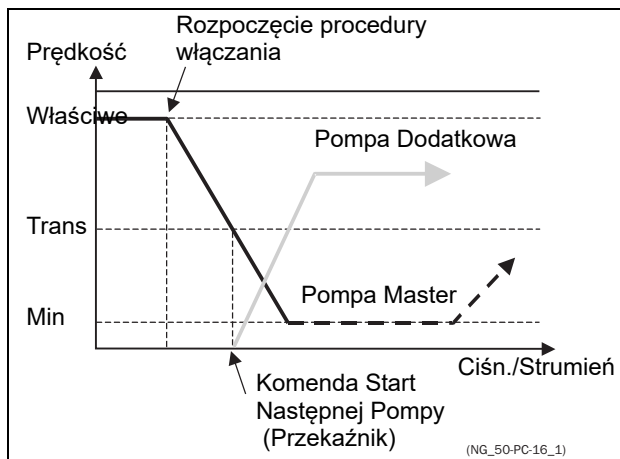 Rozpoczęcie procedury
włączania
Prędkość
Właściwe
Pompa Dodatkowa
Trans
Pompa Master
Min
Ciśn./Strumień
Komenda Start
Następnej Pompy
(Przekaźnik)
(NG_50-PC-16_1)